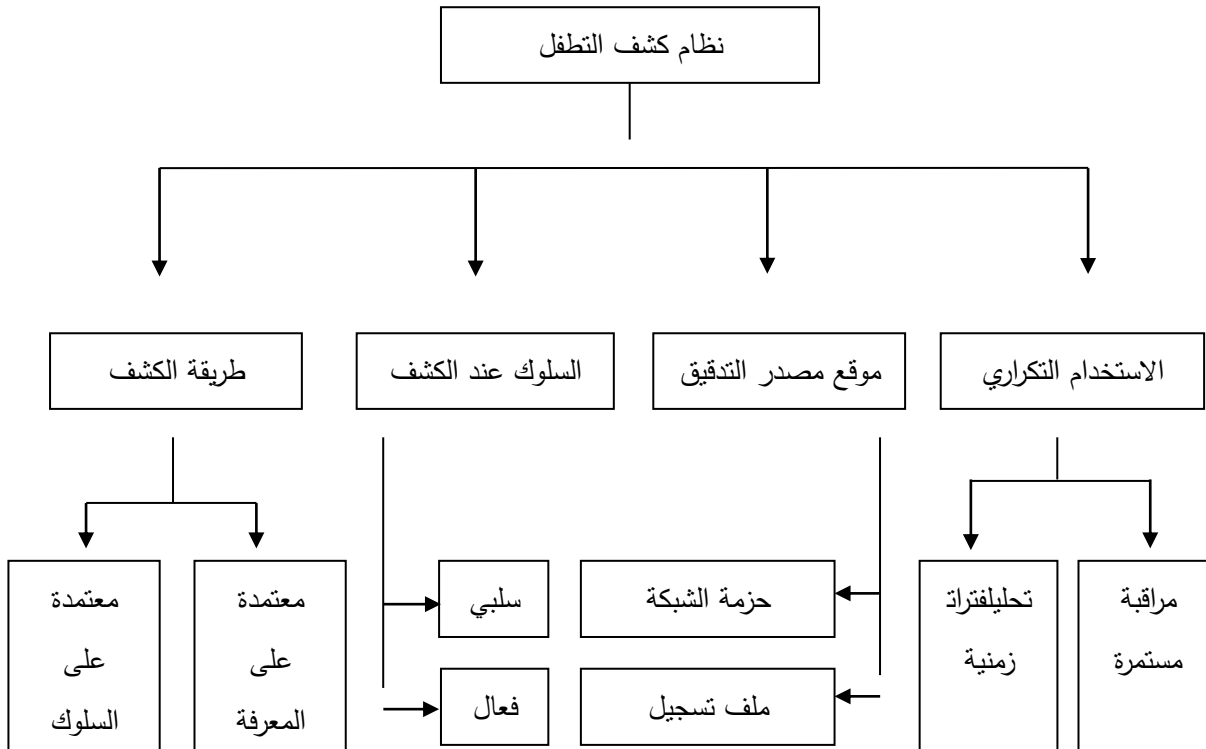 نظام كشف التطفل
الاستخدام التكراري
موقع مصدر التدقيق
السلوك عند الكشف
طريقة الكشف
مراقبة
مستمرة
تحليلفترات
زمنية
حزمة الشبكة
ملف تسجيل
سلبي
فعال
معتمدة
على
المعرفة
معتمدة
على
السلوك